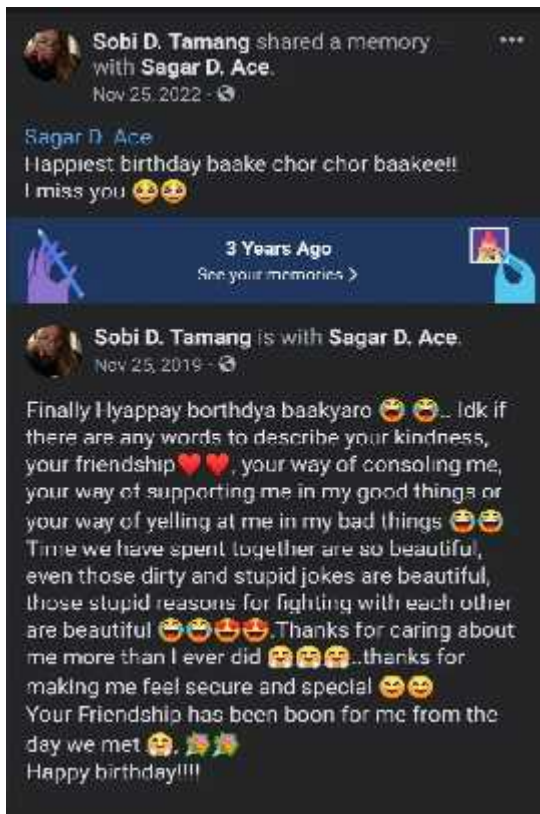 Sobi D. Tamang shared a memory
with Sagar D. Ace.
Nov 25, 2022 ·
Sagar D. Ace
Happiest birthday baake chor chor baakee!!
I miss you 🥲🥲
3 Years Ago
See your memories >
Sobi D. Tamang is with Sagar D. Ace.
Nov 25, 2019 ·
Finally Hyappay borthdya baakyaro 😂 😂.. Idk if
there are any words to describe your kindness,
your friendship❤️❤️, your way of consoling me,
your way of supporting me in my good things or
your way of yelling at me in my bad things 😂😂
Time we have spent together are so beautiful,
even those dirty and stupid jokes are beautiful,
those stupid reasons for fighting with each other
are beautiful 😂😂🤩🤩.Thanks for caring about
me more than I ever did 🤗🤗🤗..thanks for
making me feel secure and special 😊😊
Your Friendship has been boon for me from the
day we met 🤗. 💐💐
Happy birthday!!!!